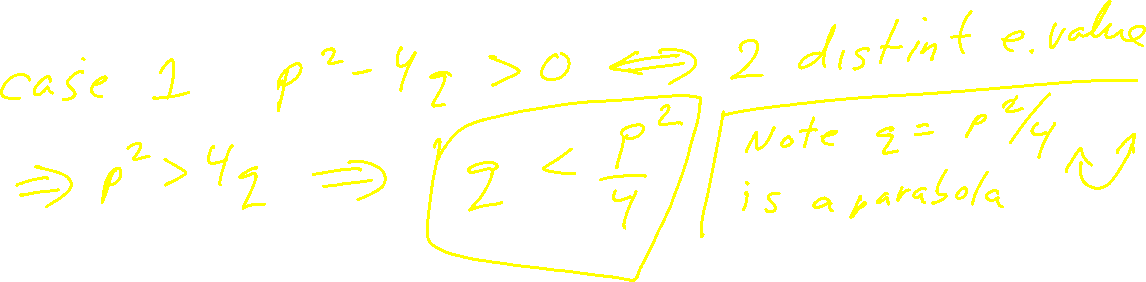 case 1 p² - 4q > 0 ⟺ 2 distint e.value
⇒ p² > 4q ⇒ q < p²/4
Note q = p²/4
is a parabola